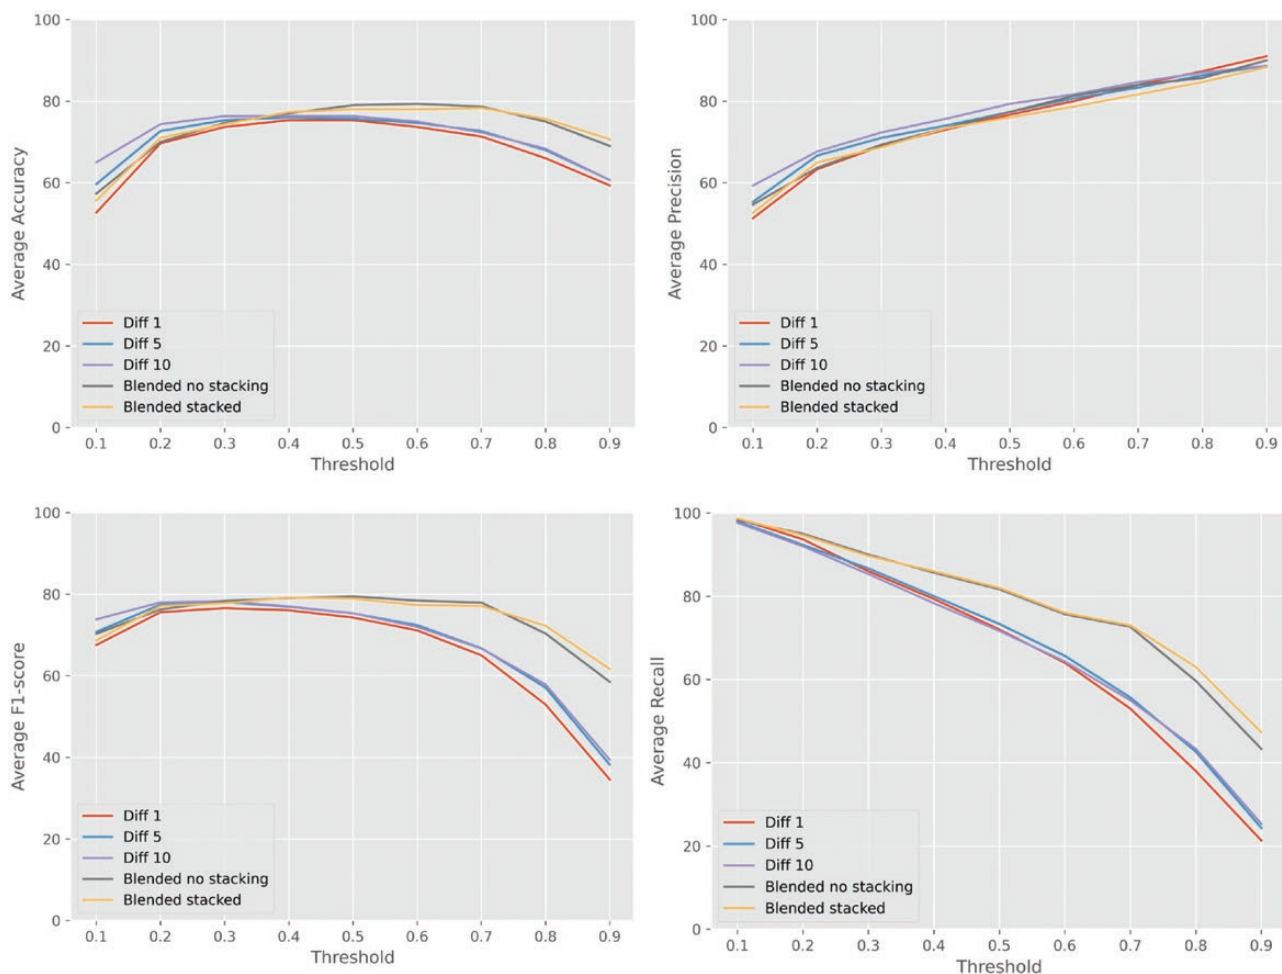 100
80
60
40
20
0
Average Accuracy
Diff 1
Diff 5
Diff 10
Blended no stacking
Blended stacked
0.1 0.2 0.3 0.4 0.5 0.6 0.7 0.8 0.9
Threshold
100
80
60
40
20
0
Average Precision
Diff 1
Diff 5
Diff 10
Blended no stacking
Blended stacked
0.1 0.2 0.3 0.4 0.5 0.6 0.7 0.8 0.9
Threshold
100
80
60
40
20
0
Average F1-score
Diff 1
Diff 5
Diff 10
Blended no stacking
Blended stacked
0.1 0.2 0.3 0.4 0.5 0.6 0.7 0.8 0.9
Threshold
100
80
60
40
20
0
Average Recall
Diff 1
Diff 5
Diff 10
Blended no stacking
Blended stacked
0.1 0.2 0.3 0.4 0.5 0.6 0.7 0.8 0.9
Threshold